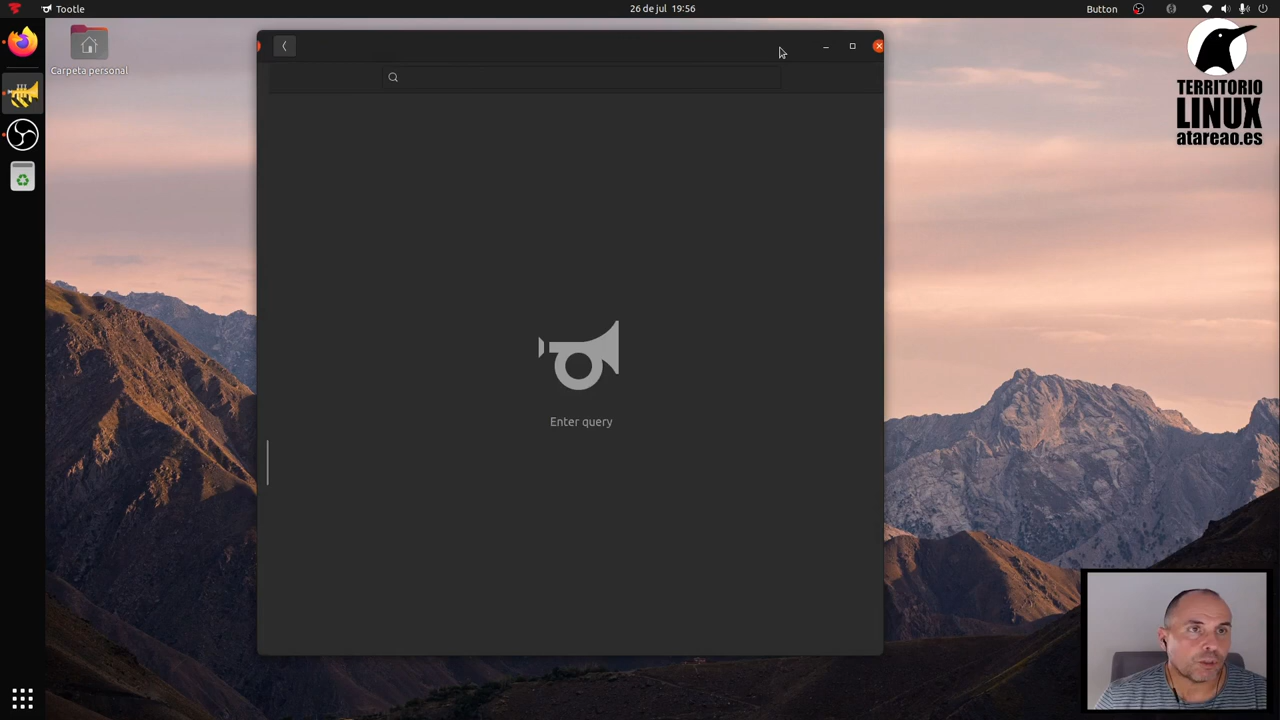 Tootle
26 de jul  19:56
Button
Carpeta personal
TERRITORIO
LINUX
atareao.es
Enter query